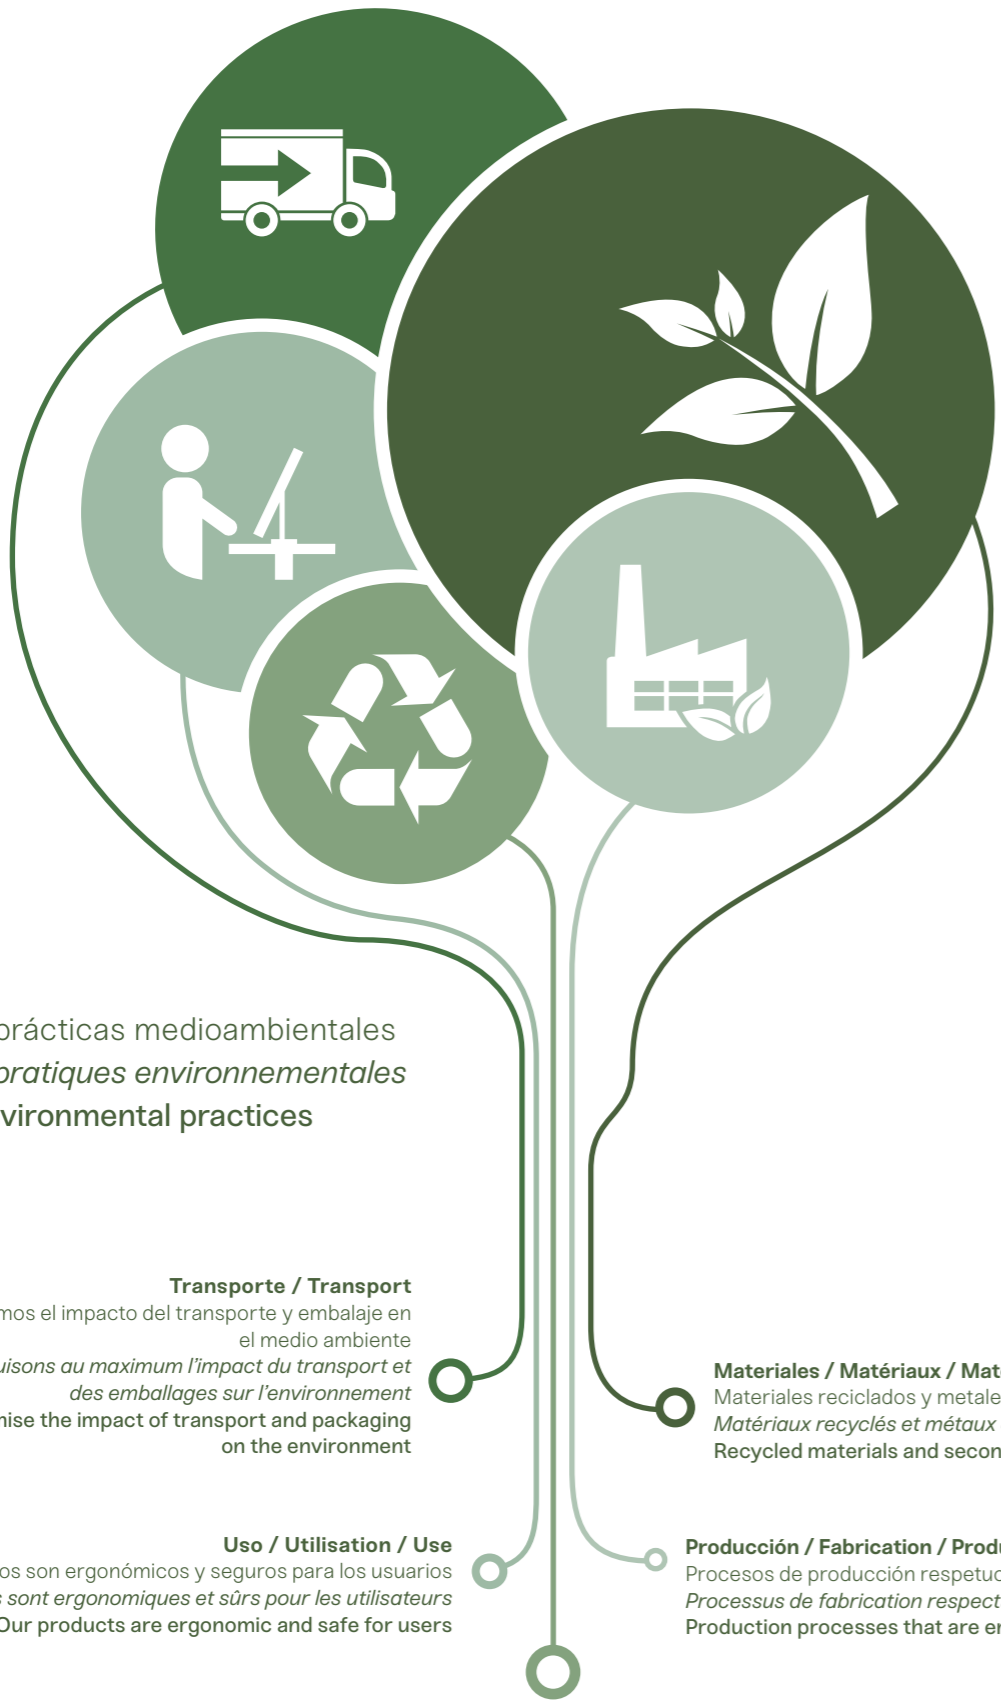 prácticas medioambientales
pratiques environnementales
vironmental practices
Transporte / Transport
mos el impacto del transporte y embalaje en
el medio ambiente
uisons au maximum l’impact du transport et
des emballages sur l’environnement
mise the impact of transport and packaging
on the environment
Materiales / Matériaux / Mat
Materiales reciclados y metale
Matériaux recyclés et métaux
Recycled materials and secon
Uso / Utilisation / Use
os son ergonómicos y seguros para los usuarios
s sont ergonomiques et sûrs pour les utilisateurs
Our products are ergonomic and safe for users
Producción / Fabrication / Produ
Procesos de producción respetuo
Processus de fabrication respect
Production processes that are en